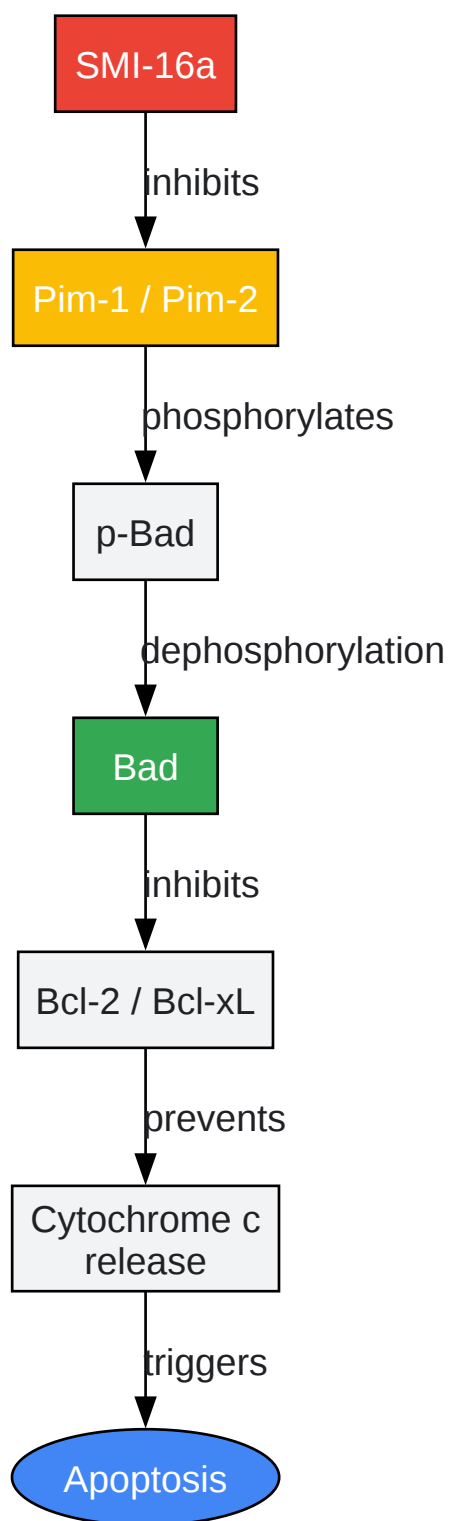 SMI-16a
inhibits
Pim-1 / Pim-2
phosphorylates
p-Bad
dephosphorylation
Bad
inhibits
Bcl-2 / Bcl-xL
prevents
Cytochrome c
release
triggers
Apoptosis